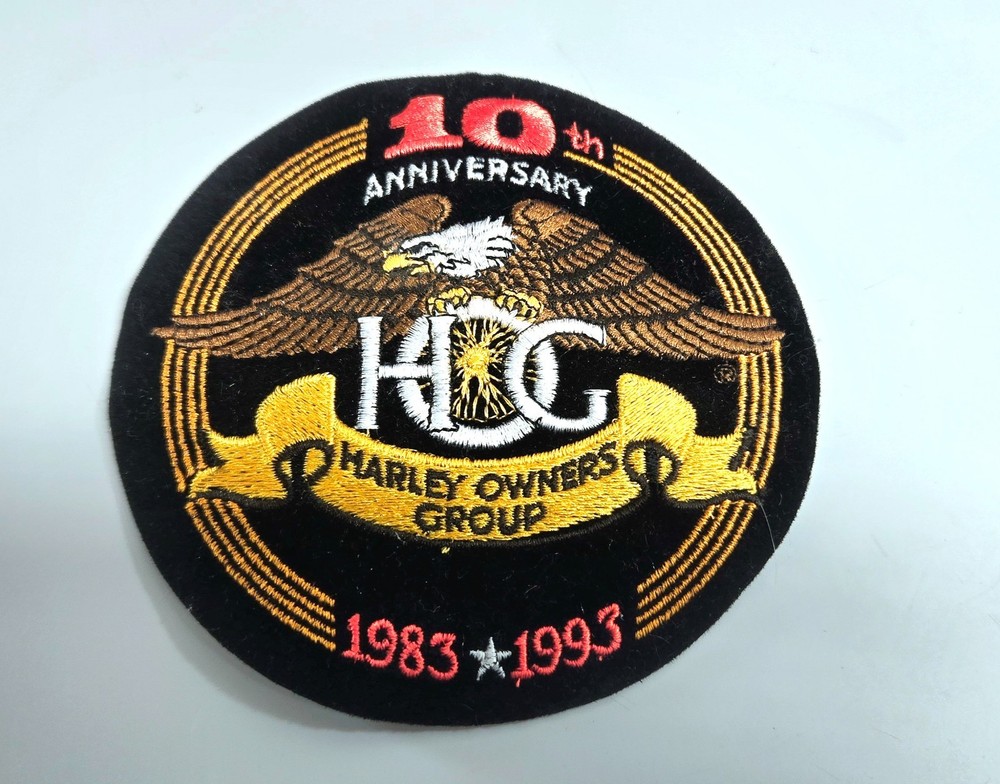 10th
ANNIVERSARY
HOG
®
HARLEY OWNERS
GROUP
1983 ★ 1993